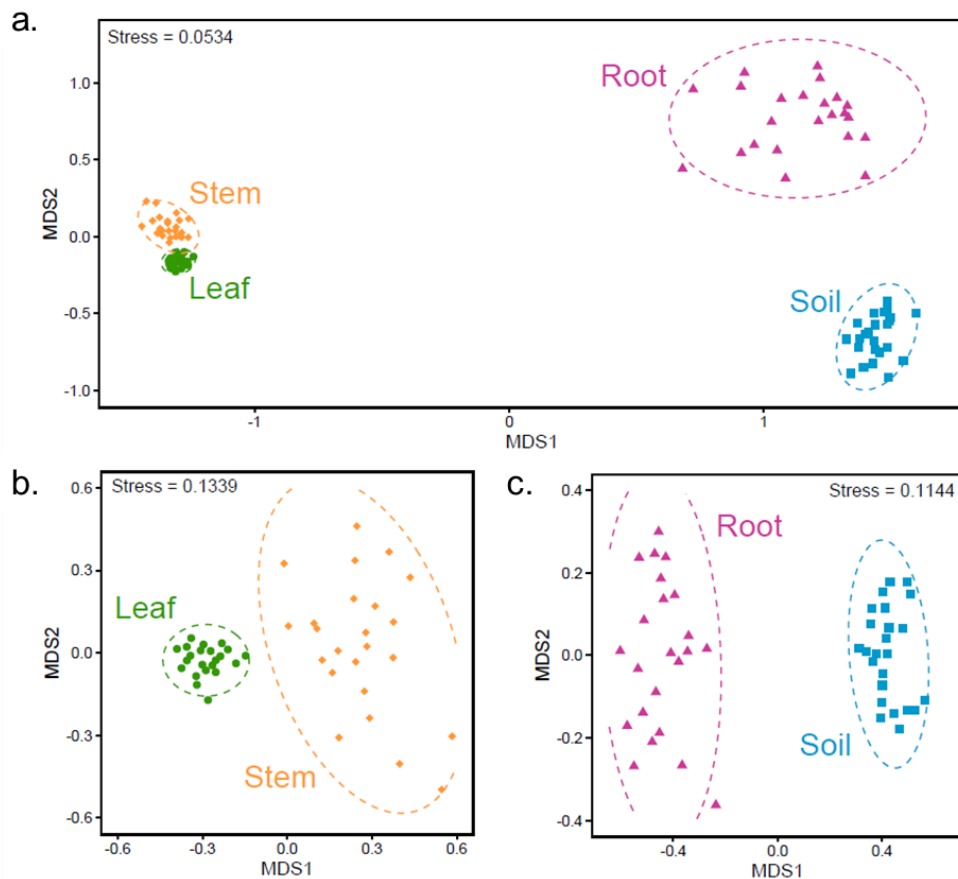 a.
Stress = 0.0534
Root
Stem
Leaf
Soil
MDS2
1.0
0.5
0.0
-0.5
-1.0
-1
0
1
MDS1
b.
Stress = 0.1339
Leaf
Stem
MDS2
0.6
0.3
0.0
-0.3
-0.6
-0.6
-0.3
0.0
0.3
0.6
MDS1
c.
Stress = 0.1144
Root
Soil
MDS2
0.4
0.2
0.0
-0.2
-0.4
-0.4
0.0
0.4
MDS1